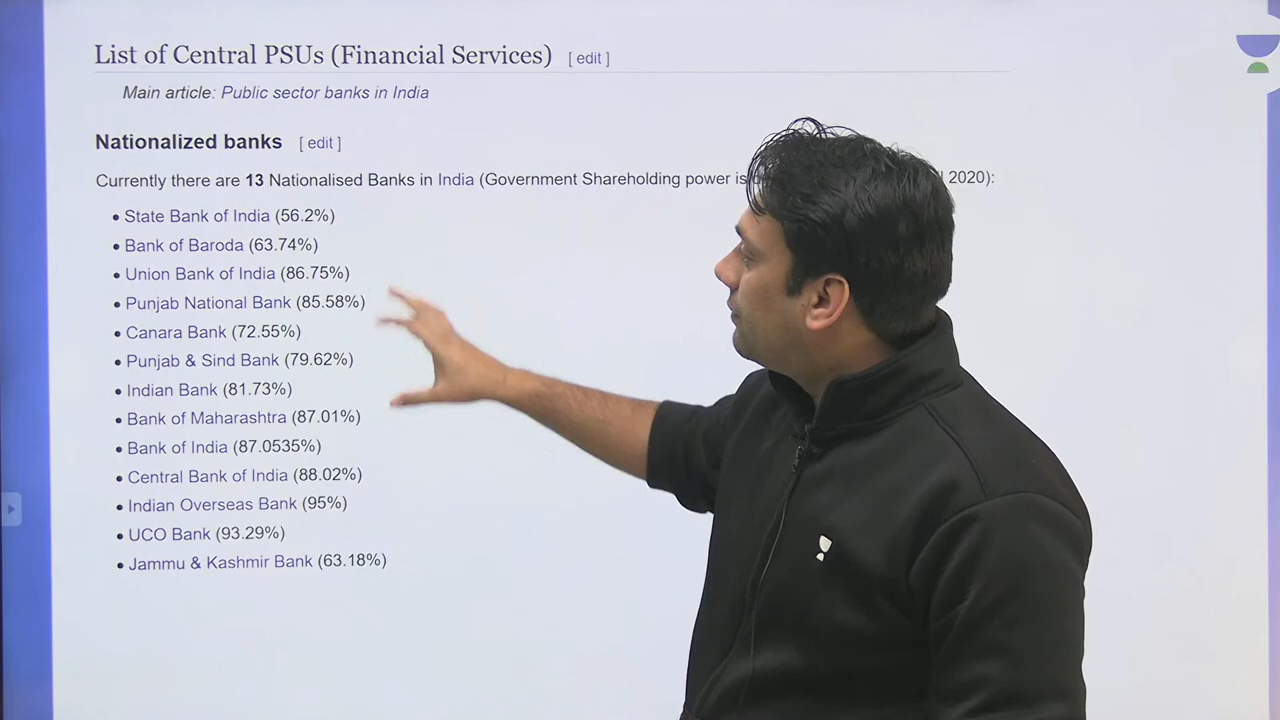 List of Central PSUs (Financial Services) [ edit ]
Main article: Public sector banks in India
Nationalized banks [ edit ]
Currently there are 13 Nationalised Banks in India (Government Shareholding power is 2020):
• State Bank of India (56.2%)
• Bank of Baroda (63.74%)
• Union Bank of India (86.75%)
• Punjab National Bank (85.58%)
• Canara Bank (72.55%)
• Punjab & Sind Bank (79.62%)
• Indian Bank (81.73%)
• Bank of Maharashtra (87.01%)
• Bank of India (87.0535%)
• Central Bank of India (88.02%)
• Indian Overseas Bank (95%)
• UCO Bank (93.29%)
• Jammu & Kashmir Bank (63.18%)